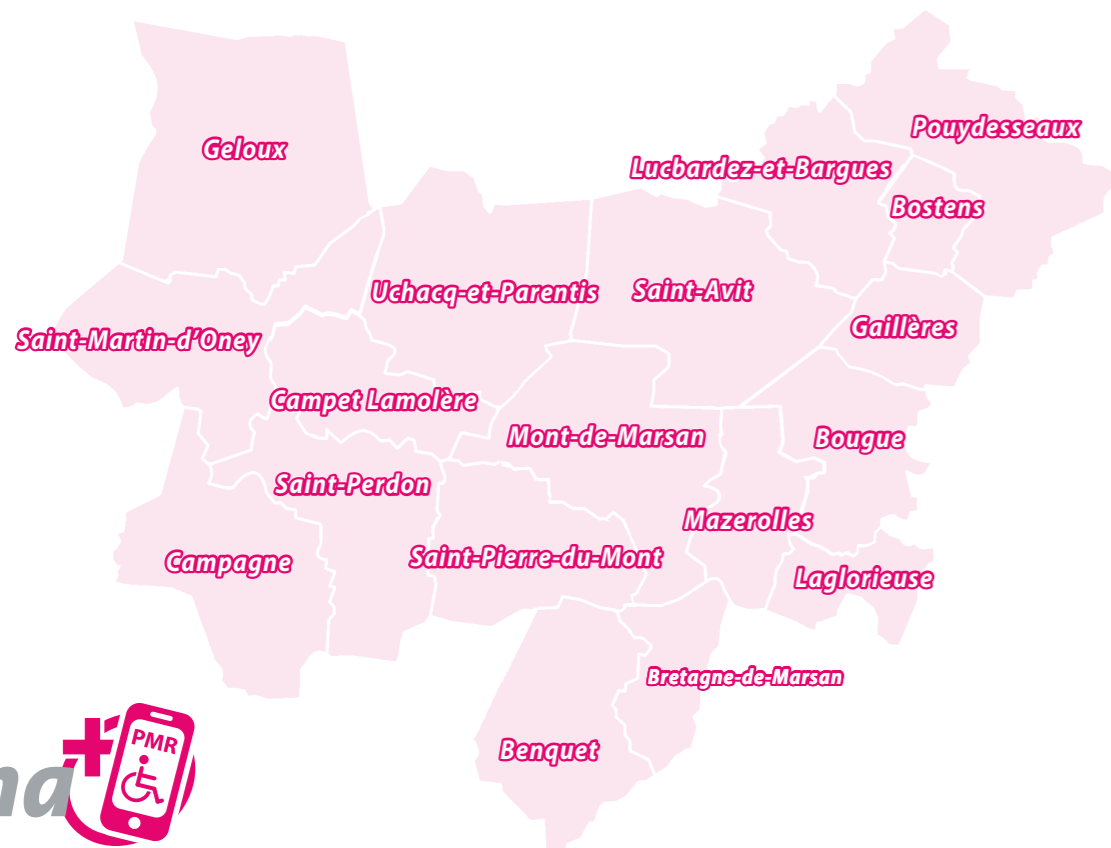 Pouydesseaux
Geloux
Lucbardez-et-Bargues
Bostens
Uchacq-et-Parentis
Saint-Avit
Gaillères
Saint-Martin-d'Oney
Campet Lamolère
Mont-de-Marsan
Bougue
Saint-Perdon
Mazerolles
Saint-Pierre-du-Mont
Campagne
Laglorieuse
Bretagne-de-Marsan
Benquet
PMR
na+